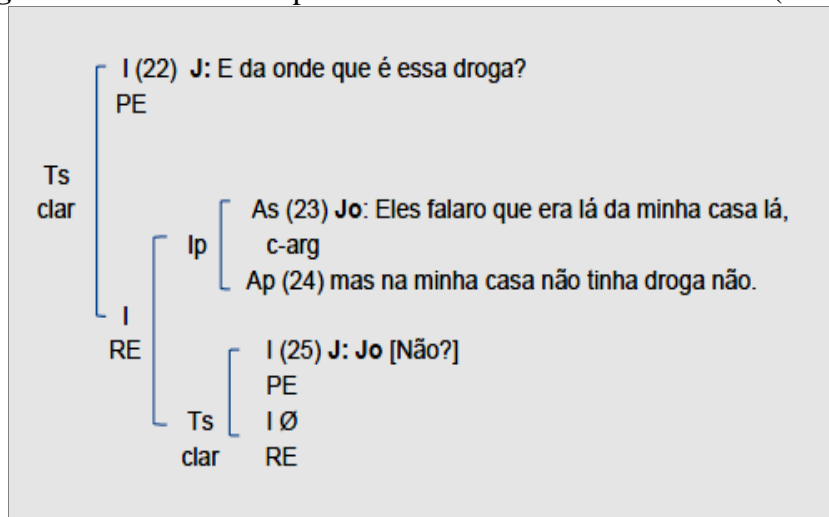 I (22) J: E da onde que é essa droga?
PE
Ts
clar
As (23) Jo: Eles falaro que era lá da minha casa lá,
Ip
c-arg
Ap (24) mas na minha casa não tinha droga não.
I
RE
I (25) J: Jo [Não?]
PE
Ts I Ø
clar RE